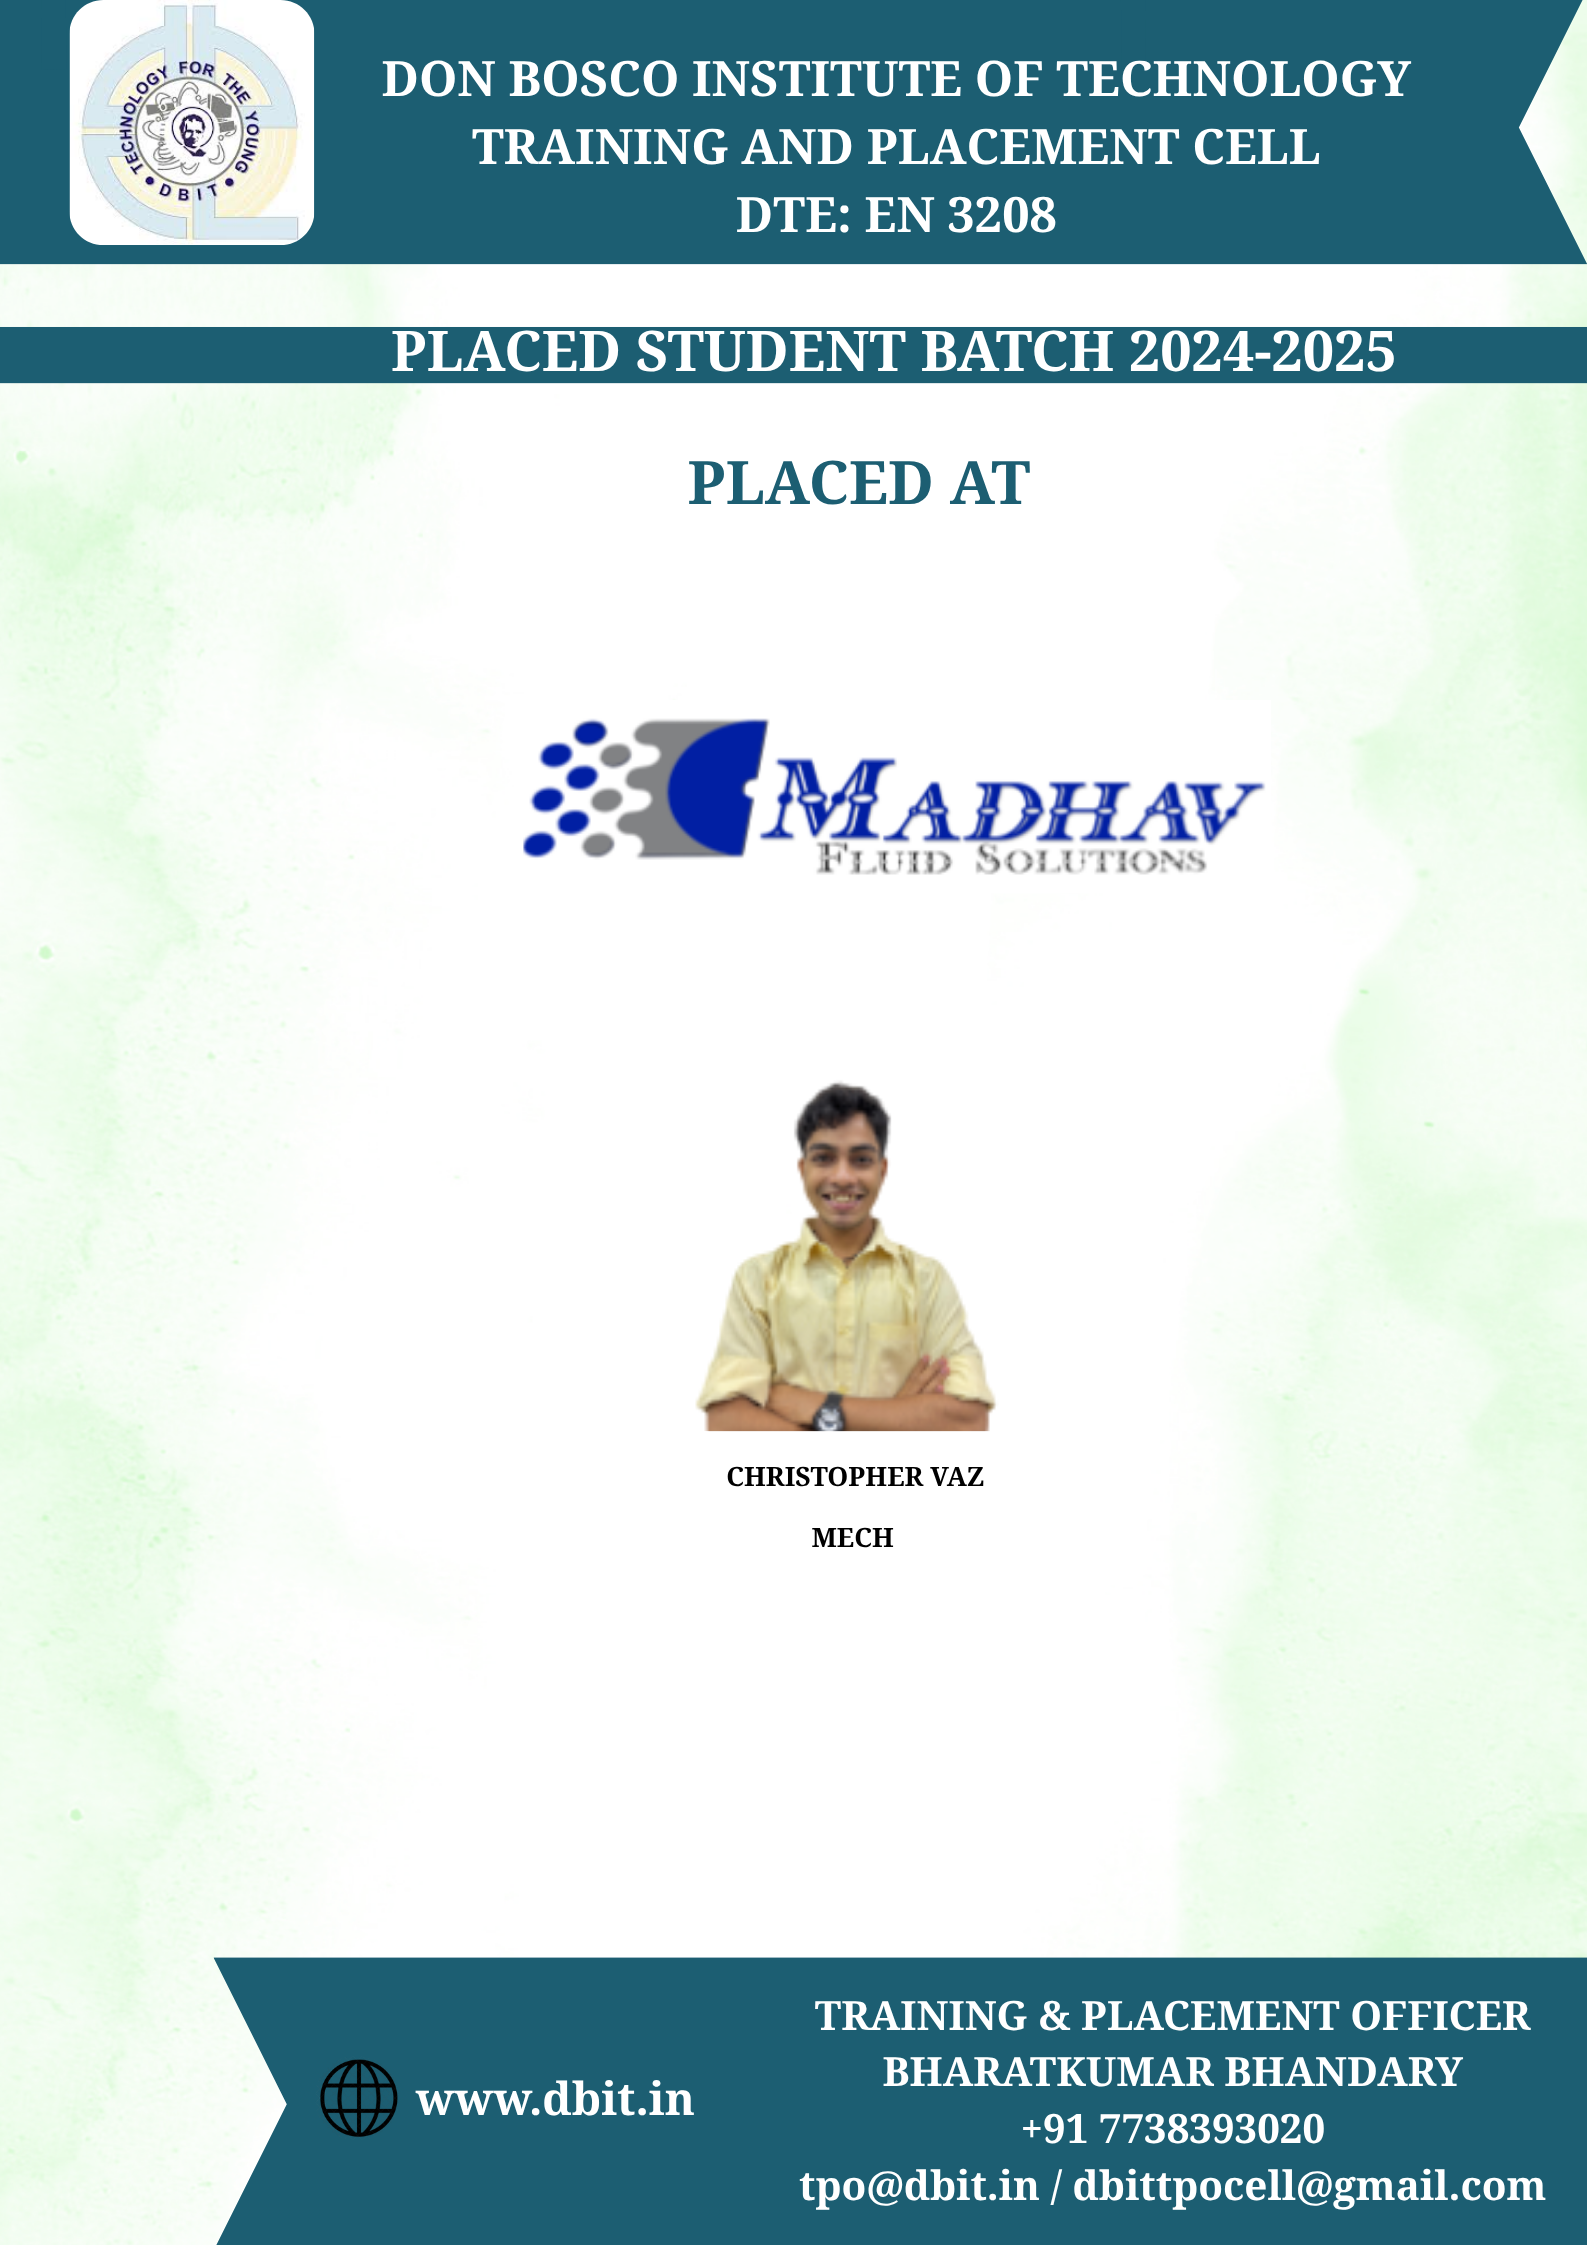 TECHNOLOGY FOR THE YOUNG
DBIT
DON BOSCO INSTITUTE OF TECHNOLOGY
TRAINING AND PLACEMENT CELL
DTE: EN 3208
PLACED STUDENT BATCH 2024-2025
PLACED AT
MADHAV
FLUID SOLUTIONS
CHRISTOPHER VAZ
MECH
www.dbit.in
TRAINING & PLACEMENT OFFICER
BHARATKUMAR BHANDARY
+91 7738393020
tpo@dbit.in / dbittpocell@gmail.com